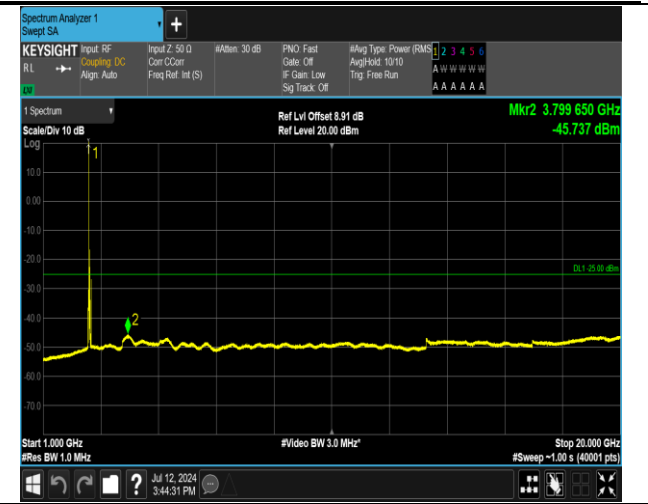 Spectrum Analyzer 1
Swept SA
+
KEYSIGHT Input: RF Input Z: 50 Ω #Atten: 30 dB PNO: Fast #Avg Type: Power (RMS 1 2 3 4 5 6
RL Coupling: DC Corr CCorr Gate: Off Avg|Hold: 10/10 A W W W W W
Align: Auto Freq Ref: Int (S) IF Gain: Low Trig: Free Run
Sig Track: Off A A A A A A
1 Spectrum Ref Lvl Offset 8.91 dB Mkr2 3.799 650 GHz
Scale/Div 10 dB Ref Level 20.00 dBm -45.737 dBm
Log
1
10.0
0.00
-10.0
-20.0
DL1 -25.00 dBm
-30.0
-40.0
2
-50.0
-60.0
-70.0
Start 1.000 GHz #Video BW 3.0 MHz* Stop 20.000 GHz
#Res BW 1.0 MHz #Sweep ~1.00 s (40001 pts)
? Jul 12, 2024
3:44:31 PM